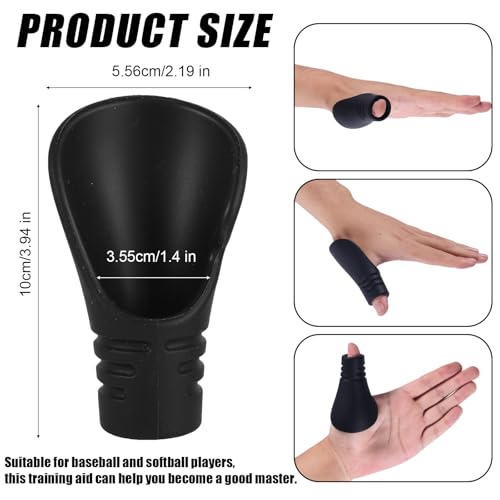 PRODUCT SIZE
5.56cm/2.19 in
10cm/3.94 in
3.55cm/1.4 in
Suitable for baseball and softball players,
this training aid can help you become a good master.